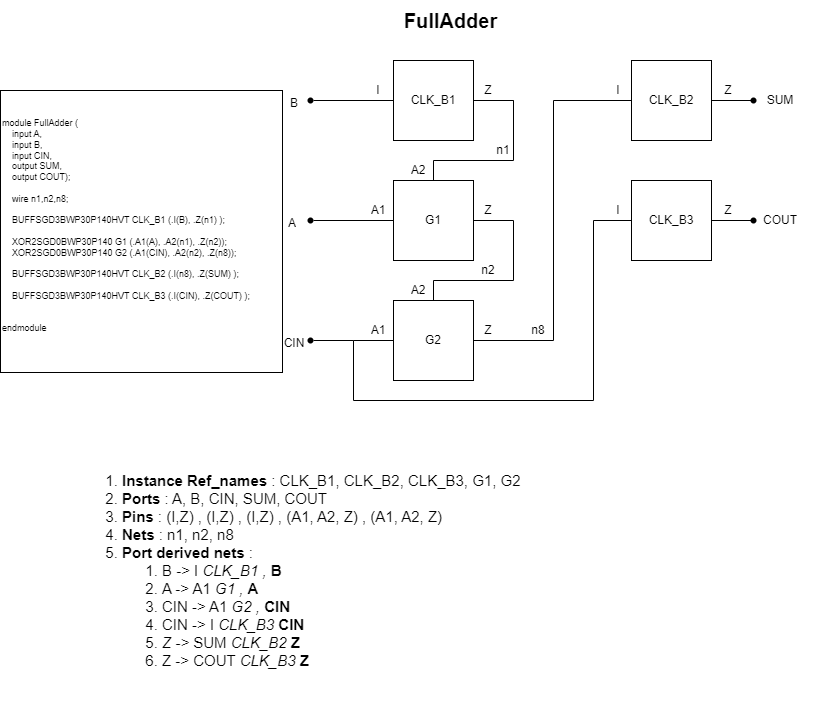 FullAdder
module FullAdder (
input A,
input B,
input CIN,
output SUM,
output COUT);
wire n1,n2,n8;
BUFFSGD3BWP30P140HVT CLK_B1 (.I(B), .Z(n1) );
XOR2SGD0BWP30P140 G1 (.A1(A), .A2(n1), .Z(n2));
XOR2SGD0BWP30P140 G2 (.A1(CIN), .A2(n2), .Z(n8));
BUFFSGD3BWP30P140HVT CLK_B2 (.I(n8), .Z(SUM) );
BUFFSGD3BWP30P140HVT CLK_B3 (.I(CIN), .Z(COUT) );
endmodule
B
I
CLK_B1
Z
n1
I
CLK_B2
Z
SUM
A2
A
A1
G1
Z
n2
I
CLK_B3
Z
COUT
A2
CIN
A1
G2
Z
n8
1. Instance Ref_names : CLK_B1, CLK_B2, CLK_B3, G1, G2
2. Ports : A, B, CIN, SUM, COUT
3. Pins : (I,Z) , (I,Z) , (I,Z) , (A1, A2, Z) , (A1, A2, Z)
4. Nets : n1, n2, n8
5. Port derived nets :
1. B -> I CLK_B1 , B
2. A -> A1 G1 , A
3. CIN -> A1 G2 , CIN
4. CIN -> I CLK_B3 CIN
5. Z -> SUM CLK_B2 Z
6. Z -> COUT CLK_B3 Z